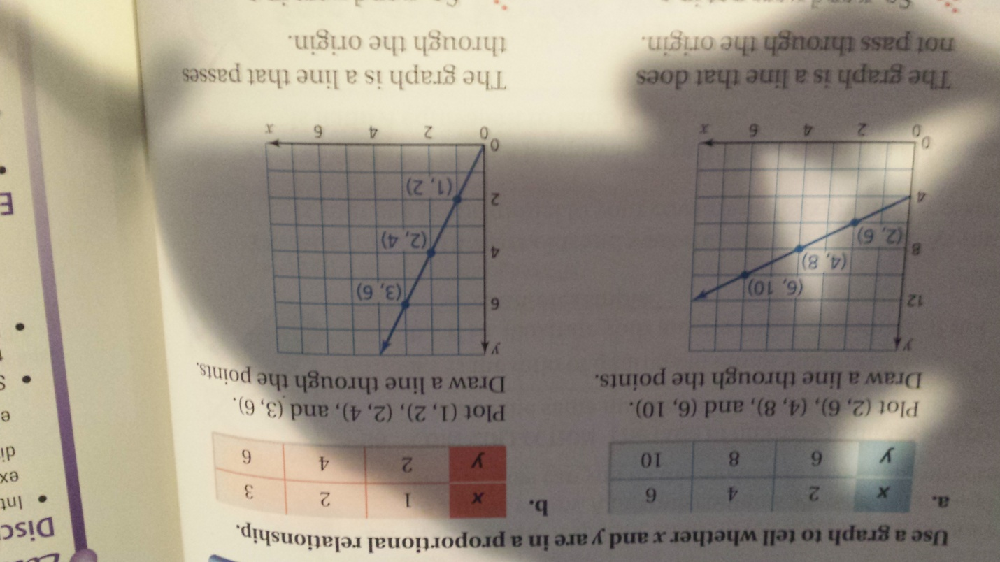 Use a graph to tell whether x and y are in a proportional relationship.
a.
x 2 4 6
y 6 8 10
Plot (2, 6), (4, 8), and (6, 10).
Draw a line through the points.
y
12
8
4
0
(6, 10)
(4, 8)
(2, 6)
0 2 4 6 x
The graph is a line that does
not pass through the origin.
b.
x 1 2 3
y 2 4 6
Plot (1, 2), (2, 4), and (3, 6).
Draw a line through the points.
y
6
4
2
0
(3, 6)
(2, 4)
(1, 2)
0 2 4 6 x
The graph is a line that passes
through the origin.
Disc
• Int
ex
di
e
• S
E